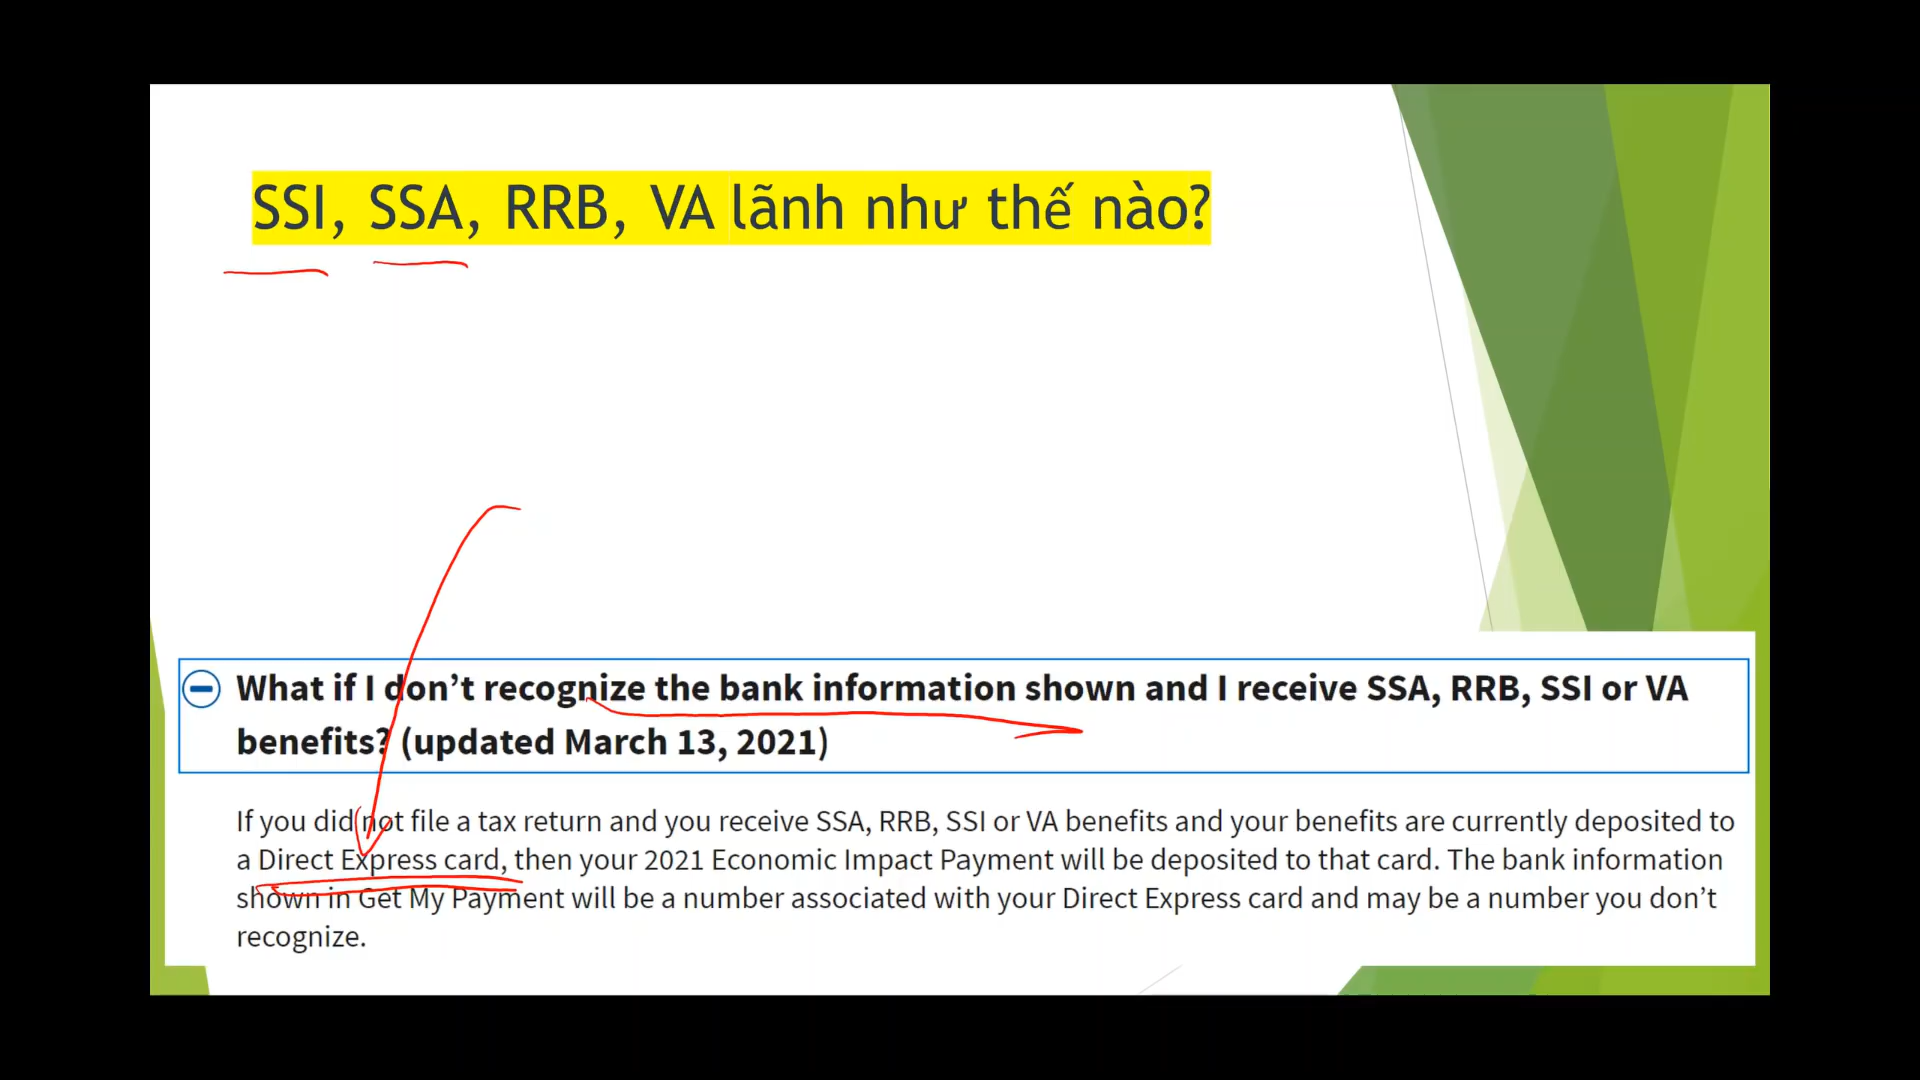 SSI, SSA, RRB, VA lãnh như thế nào?
What if I don’t recognize the bank information shown and I receive SSA, RRB, SSI or VA
benefits? (updated March 13, 2021)
If you did not file a tax return and you receive SSA, RRB, SSI or VA benefits and your benefits are currently deposited to
a Direct Express card, then your 2021 Economic Impact Payment will be deposited to that card. The bank information
shown in Get My Payment will be a number associated with your Direct Express card and may be a number you don’t
recognize.